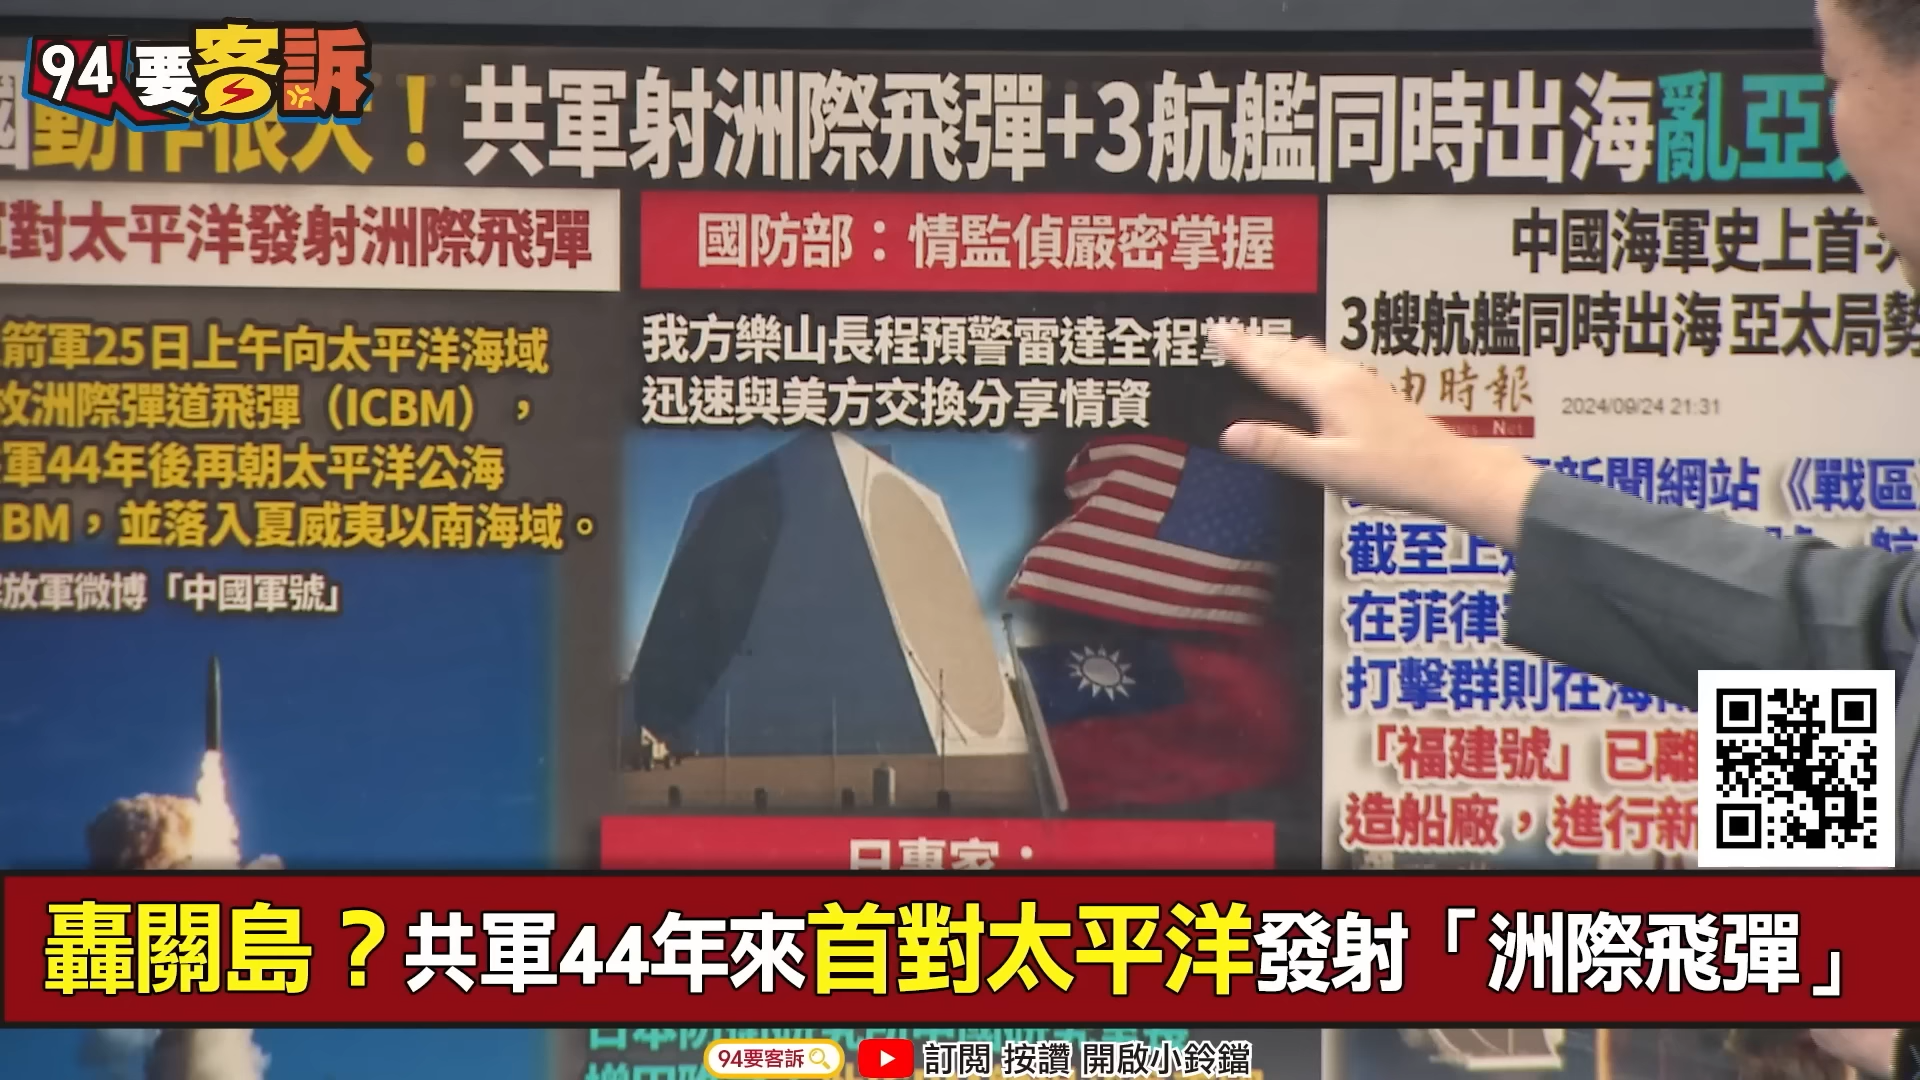 94要客訴
動作很大！共軍射洲際飛彈+3航艦同時出海亂亞
對太平洋發射洲際飛彈
箭軍25日上午向太平洋海域
枚洲際彈道飛彈（ICBM），
軍44年後再朝太平洋公海
BM，並落入夏威夷以南海域。
放軍微博「中國軍號」
國防部：情監偵嚴密掌握
我方樂山長程預警雷達全程掌握
迅速與美方交換分享情資
日專家：
中國海軍史上首
3艘航艦同時出海 亞太局勢
由時報
2024/09/24 21:31
新聞網站《戰區
截至上
在菲律
打擊群則在海南
「福建號」已離
造船廠，進行新
轟關島？共軍44年來首對太平洋發射「洲際飛彈」
94要客訴
訂閱 按讚 開啟小鈴鐺